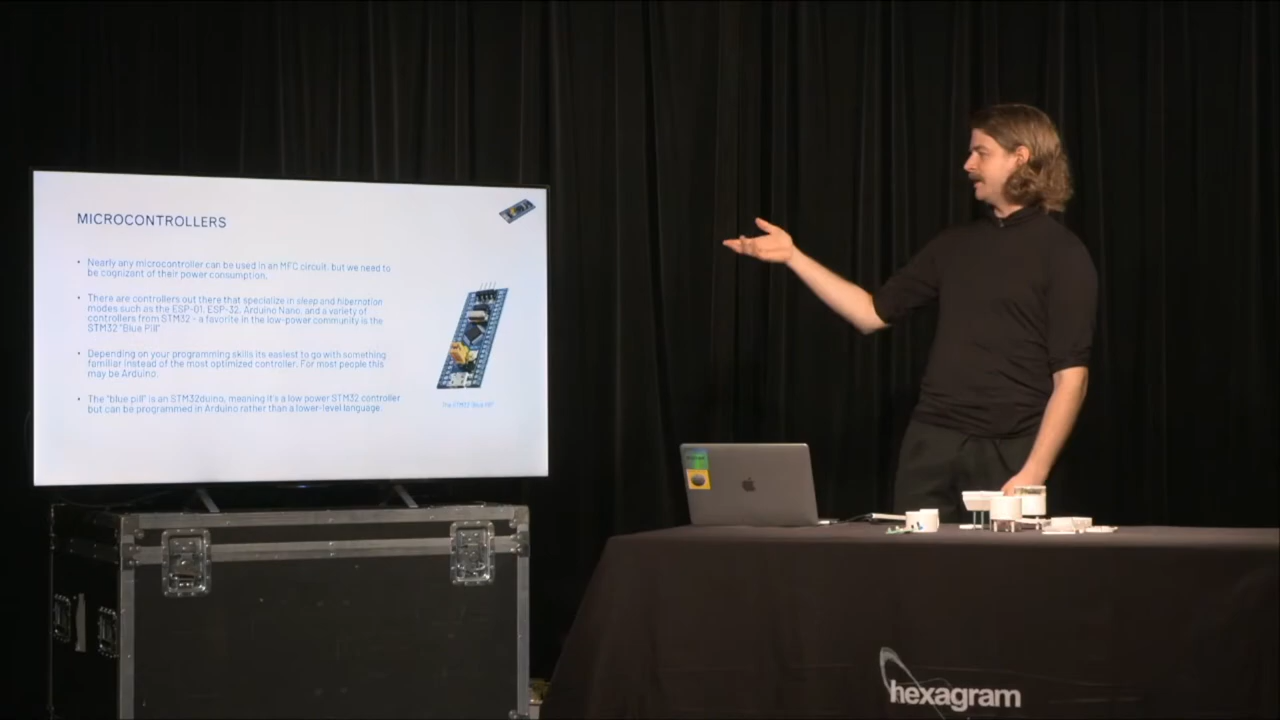 MICROCONTROLLERS
• Nearly any microcontroller can be used in an MFC circuit, but we need to
be cognizant of their power consumption.
• There are controllers out there that specialize in sleep and hibernation
modes such as the ESP-01, ESP-32, Arduino Nano, and a variety of
controllers from STM32 - a favorite in the low-power community is the
STM32 "Blue Pill"
• Depending on your programming skills its easiest to go with something
familiar instead of the most optimized controller. For most people this
may be Arduino.
• The "blue pill" is an STM32duino, meaning it's a low power STM32 controller
but can be programmed in Arduino rather than a lower-level language.
The STM32 "Blue Pill"
hexagram